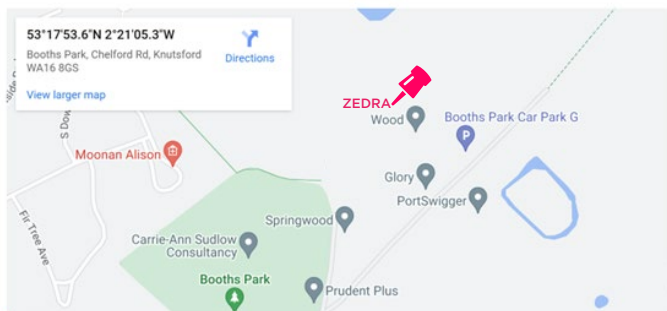 53°17'53.6"N 2°21'05.3"W
Booths Park, Chelford Rd, Knutsford
WA16 8GS
Directions
View larger map
ZEDRA
Wood
Booths Park Car Park G
P
S Dow
Moonan Alison
Glory
PortSwigger
Fir Tree Ave
Springwood
Carrie-Ann Sudlow
Consultancy
Booths Park
Prudent Plus